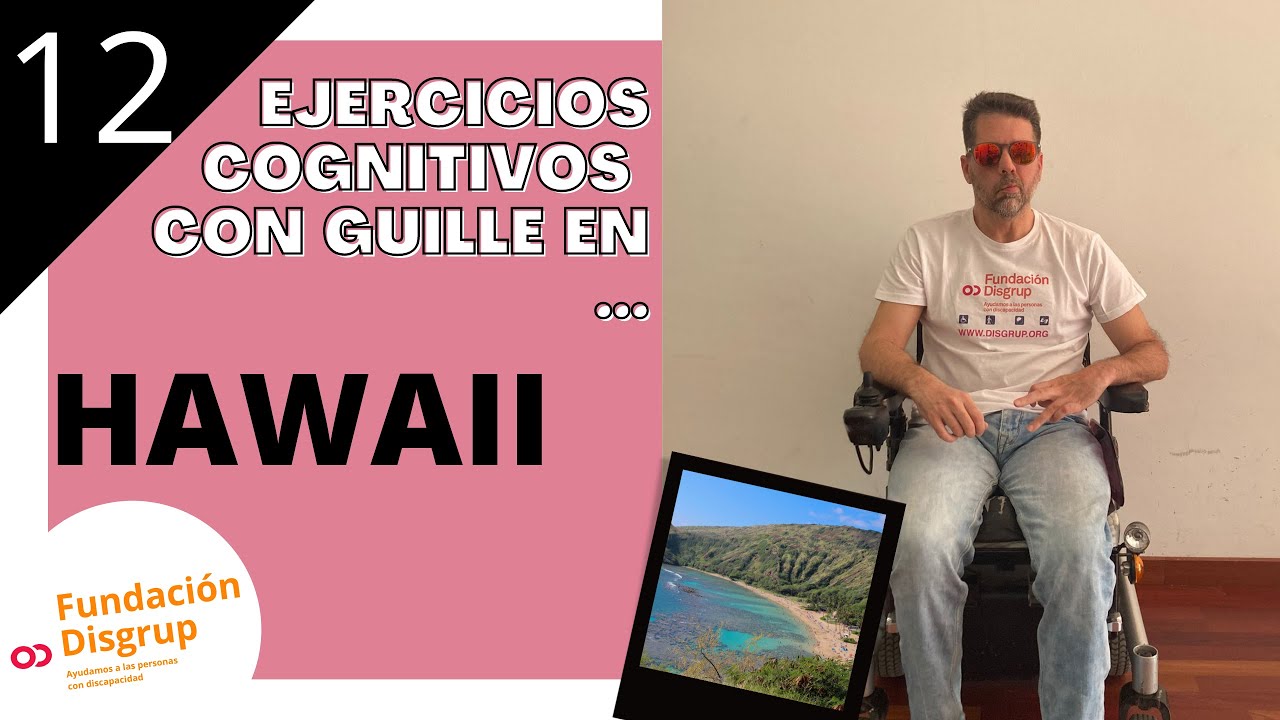 12
EJERCICIOS
COGNITIVOS
CON GUILLE EN
...
HAWAII
Fundación
Disgrup
Ayudamos a las personas
con discapacidad
Fundación
Disgrup
Ayudamos a las personas
con discapacidad
WWW.DISGRUP.ORG